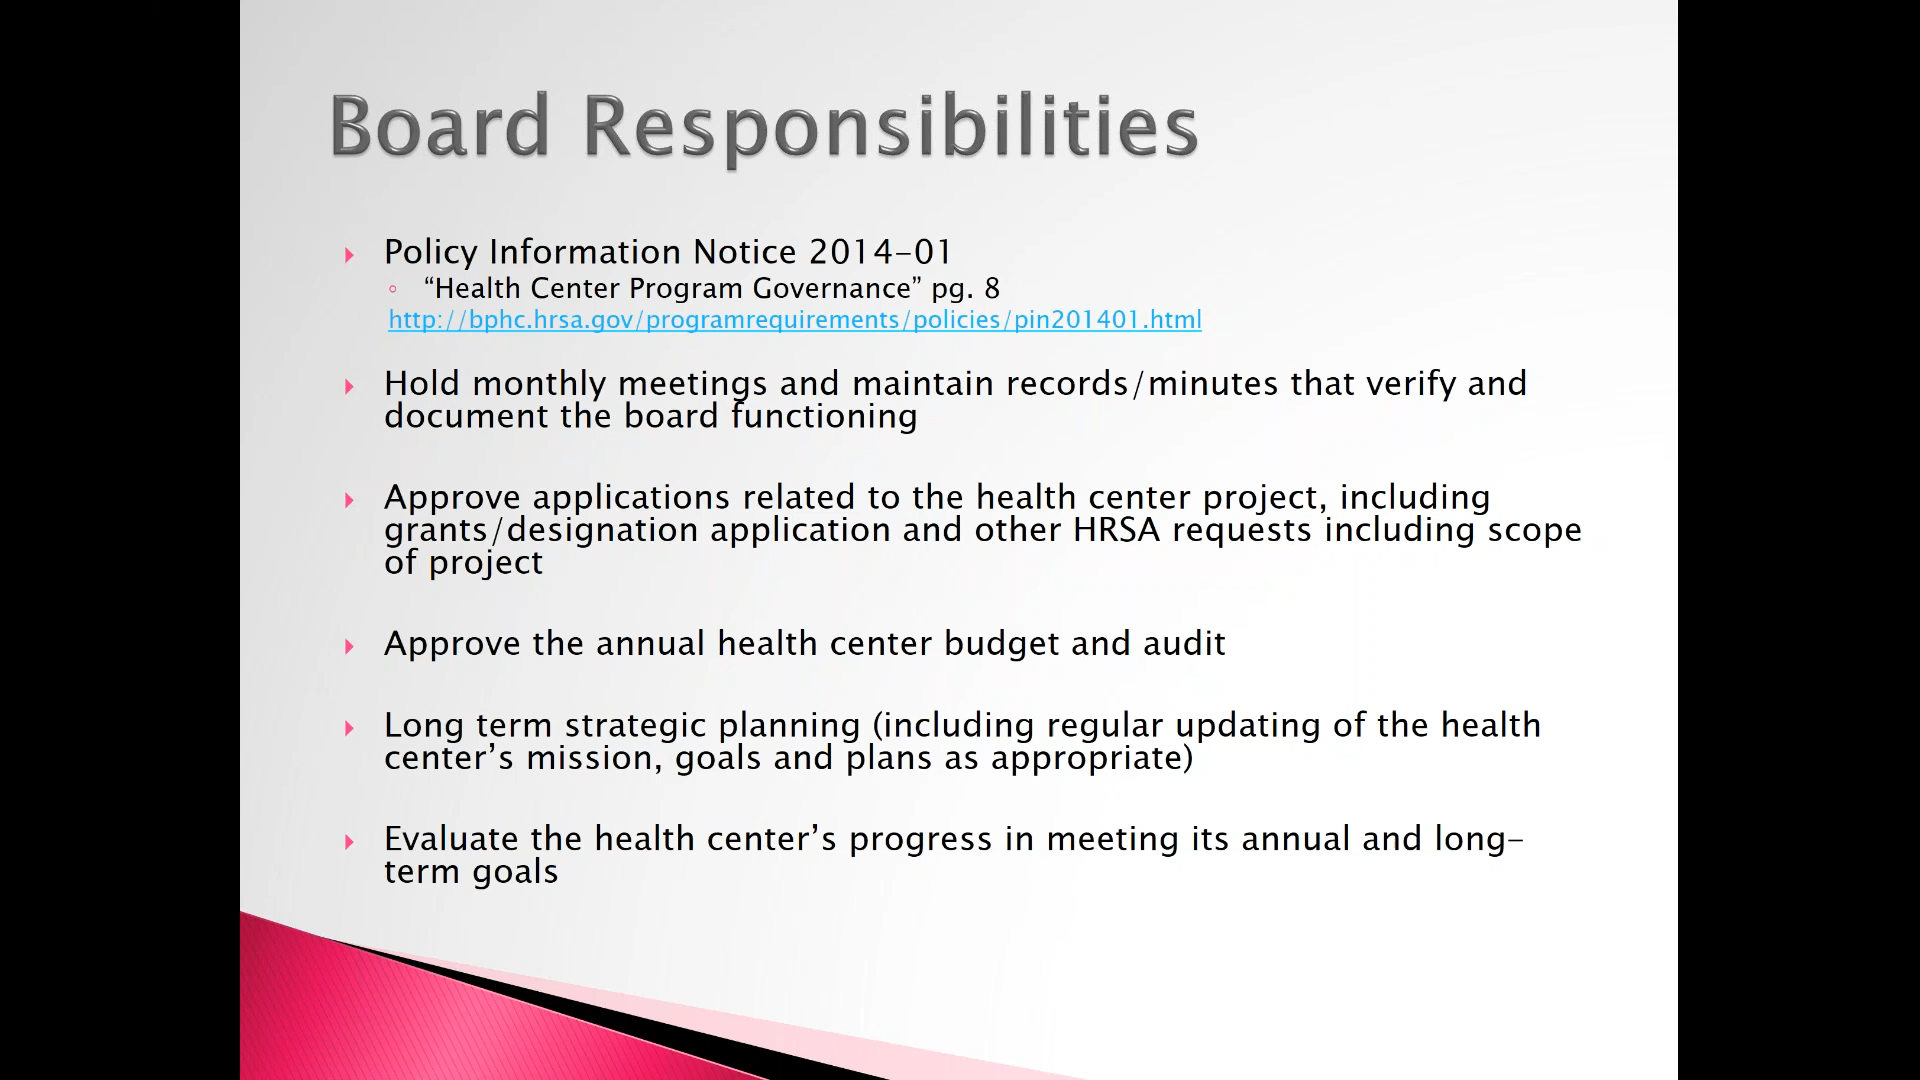 Board Responsibilities
Policy Information Notice 2014-01
“Health Center Program Governance” pg. 8
http://bphc.hrsa.gov/programrequirements/policies/pin201401.html
Hold monthly meetings and maintain records/minutes that verify and
document the board functioning
Approve applications related to the health center project, including
grants/designation application and other HRSA requests including scope
of project
Approve the annual health center budget and audit
Long term strategic planning (including regular updating of the health
center’s mission, goals and plans as appropriate)
Evaluate the health center’s progress in meeting its annual and long-
term goals